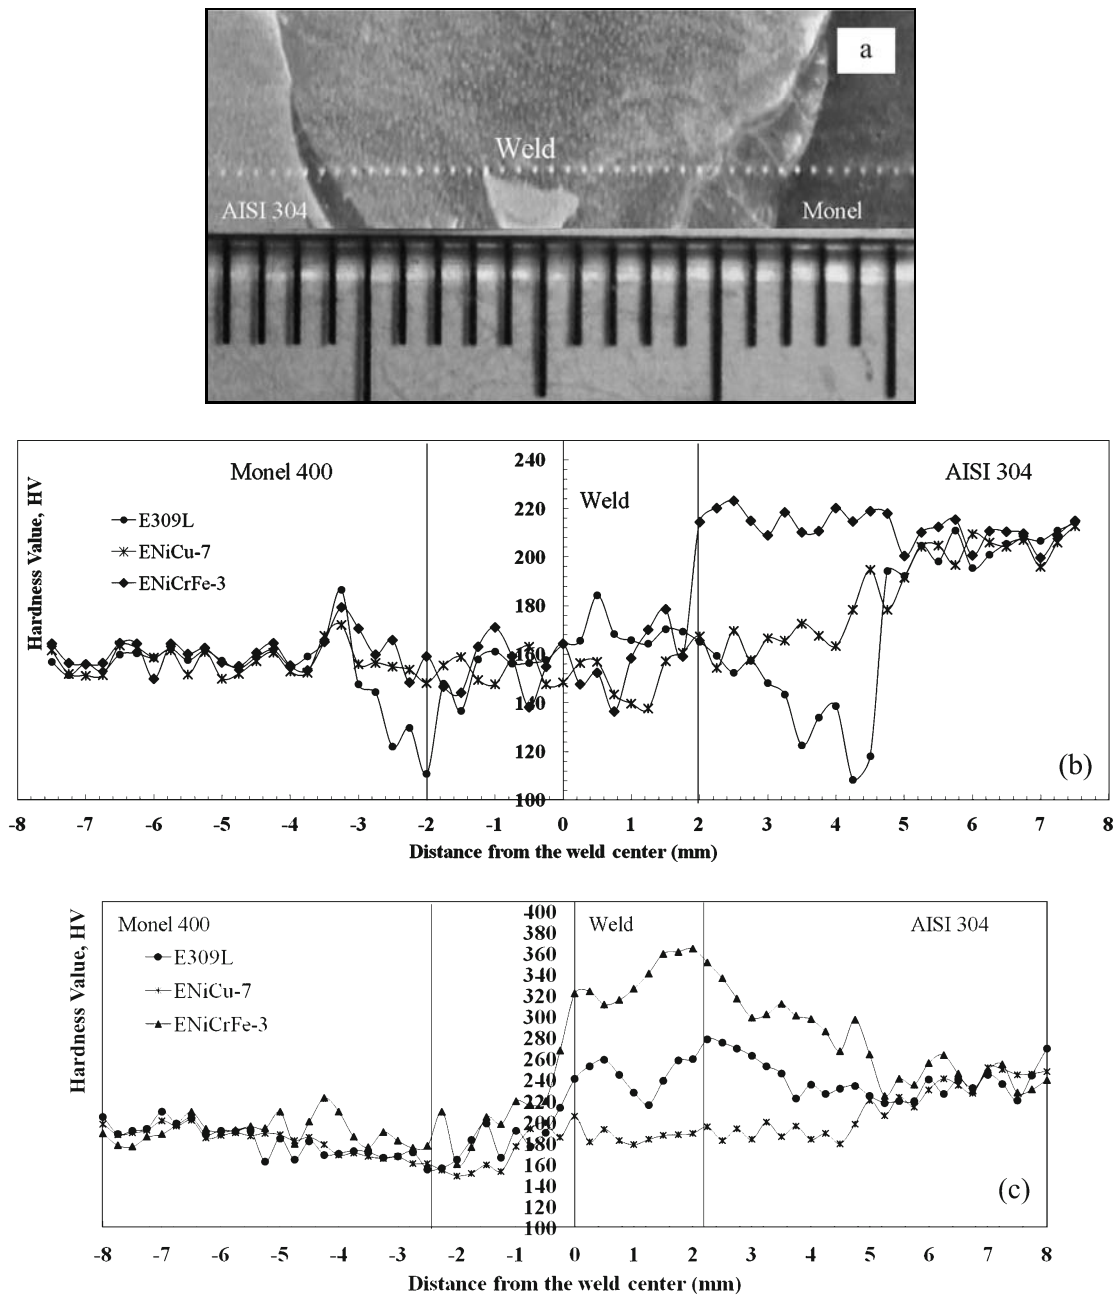 a
Weld
AISI 304
Monel
Monel 400
240
AISI 304
Hardness Value, HV
Weld
220
E309L
ENiCu-7
200
ENiCrFe-3
180
160
140
120
(b)
100
-8 -7 -6 -5 -4 -3 -2 -1 0 1 2 3 4 5 6 7 8
Distance from the weld center (mm)
Monel 400
400
Weld
AISI 304
Hardness Value, HV
380
E309L
360
340
ENiCu-7
320
300
ENiCrFe-3
280
260
240
220
200
180
160
(c)
140
120
100
-8 -7 -6 -5 -4 -3 -2 -1 0 1 2 3 4 5 6 7 8
Distance from the weld center (mm)